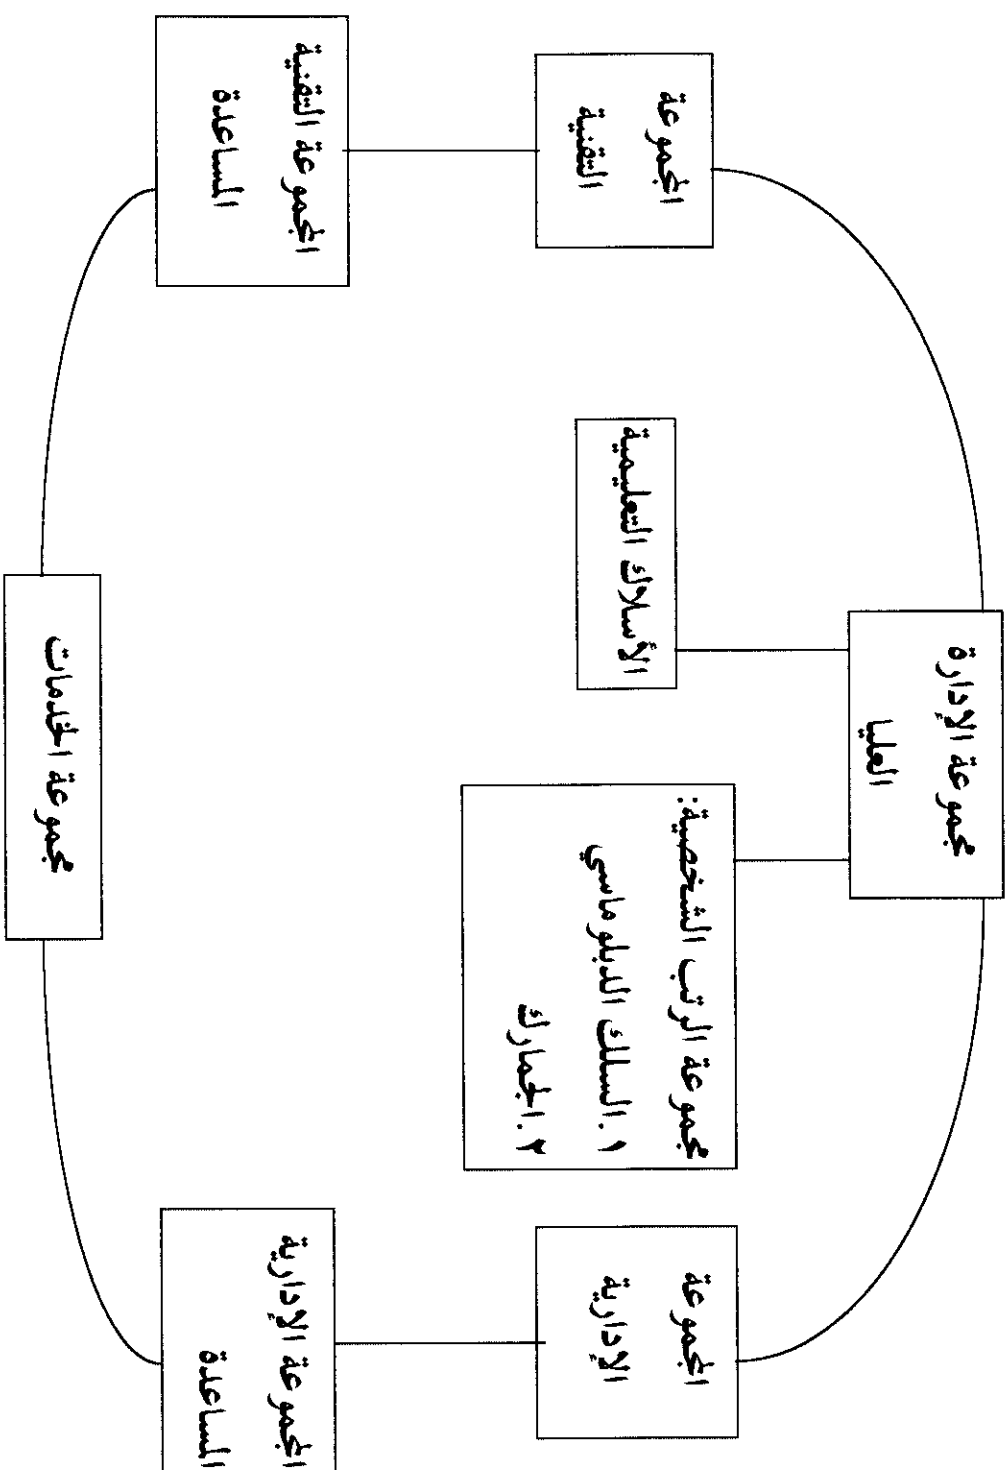 مجموعة الإدارة
العليا
المجموعة
الإدارية
مجموعة الرتب الشخصية:
١. السلك الدبلوماسي
٢. الجمارك
الأسلاك التعليمية
المجموعة
التقنية
المجموعة الإدارية
المساعدة
المجموعة التقنية
المساعدة
مجموعة الخدمات